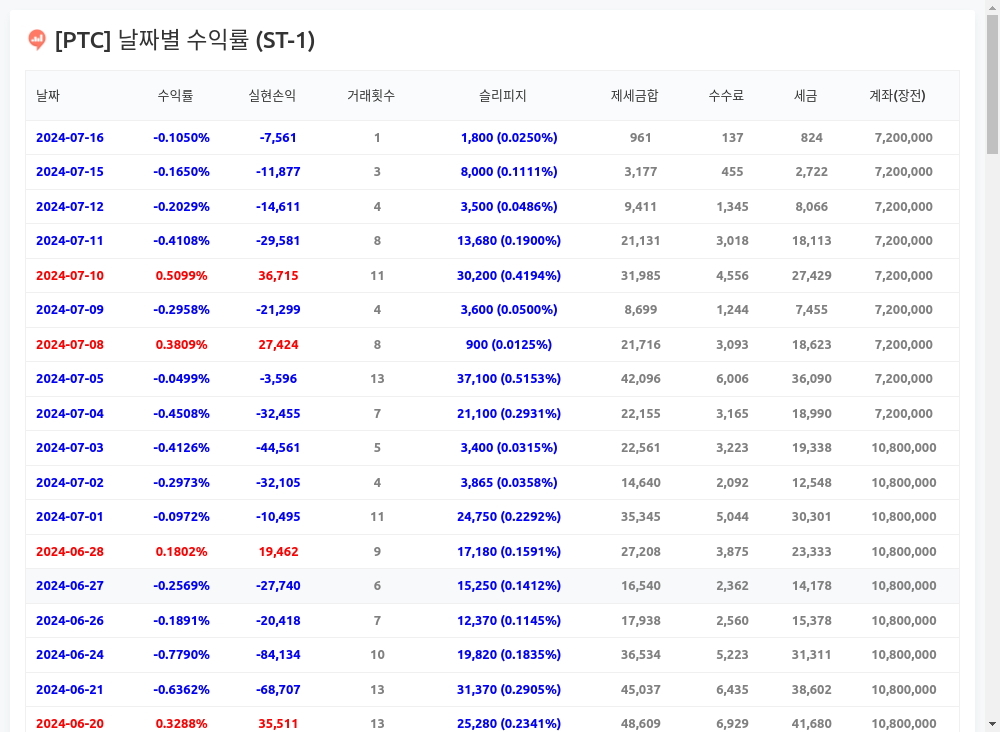 [PTC] 날짜별 수익률 (ST-1)
날짜 수익률 실현손익 거래횟수 슬리피지 제세금합 수수료 세금 계좌(장전)
2024-07-16 -0.1050% -7,561 1 1,800 (0.0250%) 961 137 824 7,200,000
2024-07-15 -0.1650% -11,877 3 8,000 (0.1111%) 3,177 455 2,722 7,200,000
2024-07-12 -0.2029% -14,611 4 3,500 (0.0486%) 9,411 1,345 8,066 7,200,000
2024-07-11 -0.4108% -29,581 8 13,680 (0.1900%) 21,131 3,018 18,113 7,200,000
2024-07-10 0.5099% 36,715 11 30,200 (0.4194%) 31,985 4,556 27,429 7,200,000
2024-07-09 -0.2958% -21,299 4 3,600 (0.0500%) 8,699 1,244 7,455 7,200,000
2024-07-08 0.3809% 27,424 8 900 (0.0125%) 21,716 3,093 18,623 7,200,000
2024-07-05 -0.0499% -3,596 13 37,100 (0.5153%) 42,096 6,006 36,090 7,200,000
2024-07-04 -0.4508% -32,455 7 21,100 (0.2931%) 22,155 3,165 18,990 7,200,000
2024-07-03 -0.4126% -44,561 5 3,400 (0.0315%) 22,561 3,223 19,338 10,800,000
2024-07-02 -0.2973% -32,105 4 3,865 (0.0358%) 14,640 2,092 12,548 10,800,000
2024-07-01 -0.0972% -10,495 11 24,750 (0.2292%) 35,345 5,044 30,301 10,800,000
2024-06-28 0.1802% 19,462 9 17,180 (0.1591%) 27,208 3,875 23,333 10,800,000
2024-06-27 -0.2569% -27,740 6 15,250 (0.1412%) 16,540 2,362 14,178 10,800,000
2024-06-26 -0.1891% -20,418 7 12,370 (0.1145%) 17,938 2,560 15,378 10,800,000
2024-06-24 -0.7790% -84,134 10 19,820 (0.1835%) 36,534 5,223 31,311 10,800,000
2024-06-21 -0.6362% -68,707 13 31,370 (0.2905%) 45,037 6,435 38,602 10,800,000
2024-06-20 0.3288% 35,511 13 25,280 (0.2341%) 48,609 6,929 41,680 10,800,000